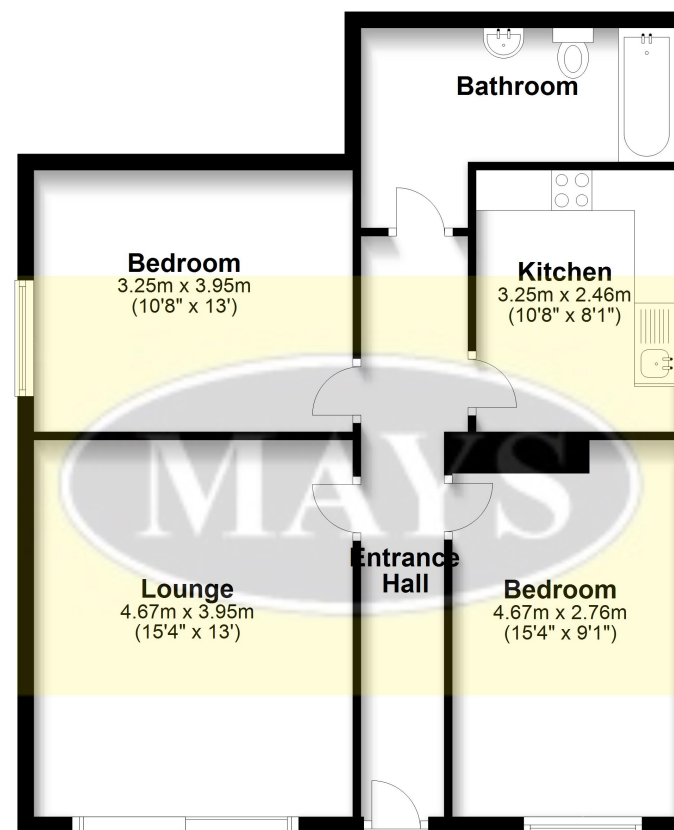 Bathroom
Bedroom
3.25m x 3.95m
(10'8" x 13')
Kitchen
3.25m x 2.46m
(10'8" x 8'1")
MAYS
Entrance
Hall
Lounge
4.67m x 3.95m
(15'4" x 13')
Bedroom
4.67m x 2.76m
(15'4" x 9'1")